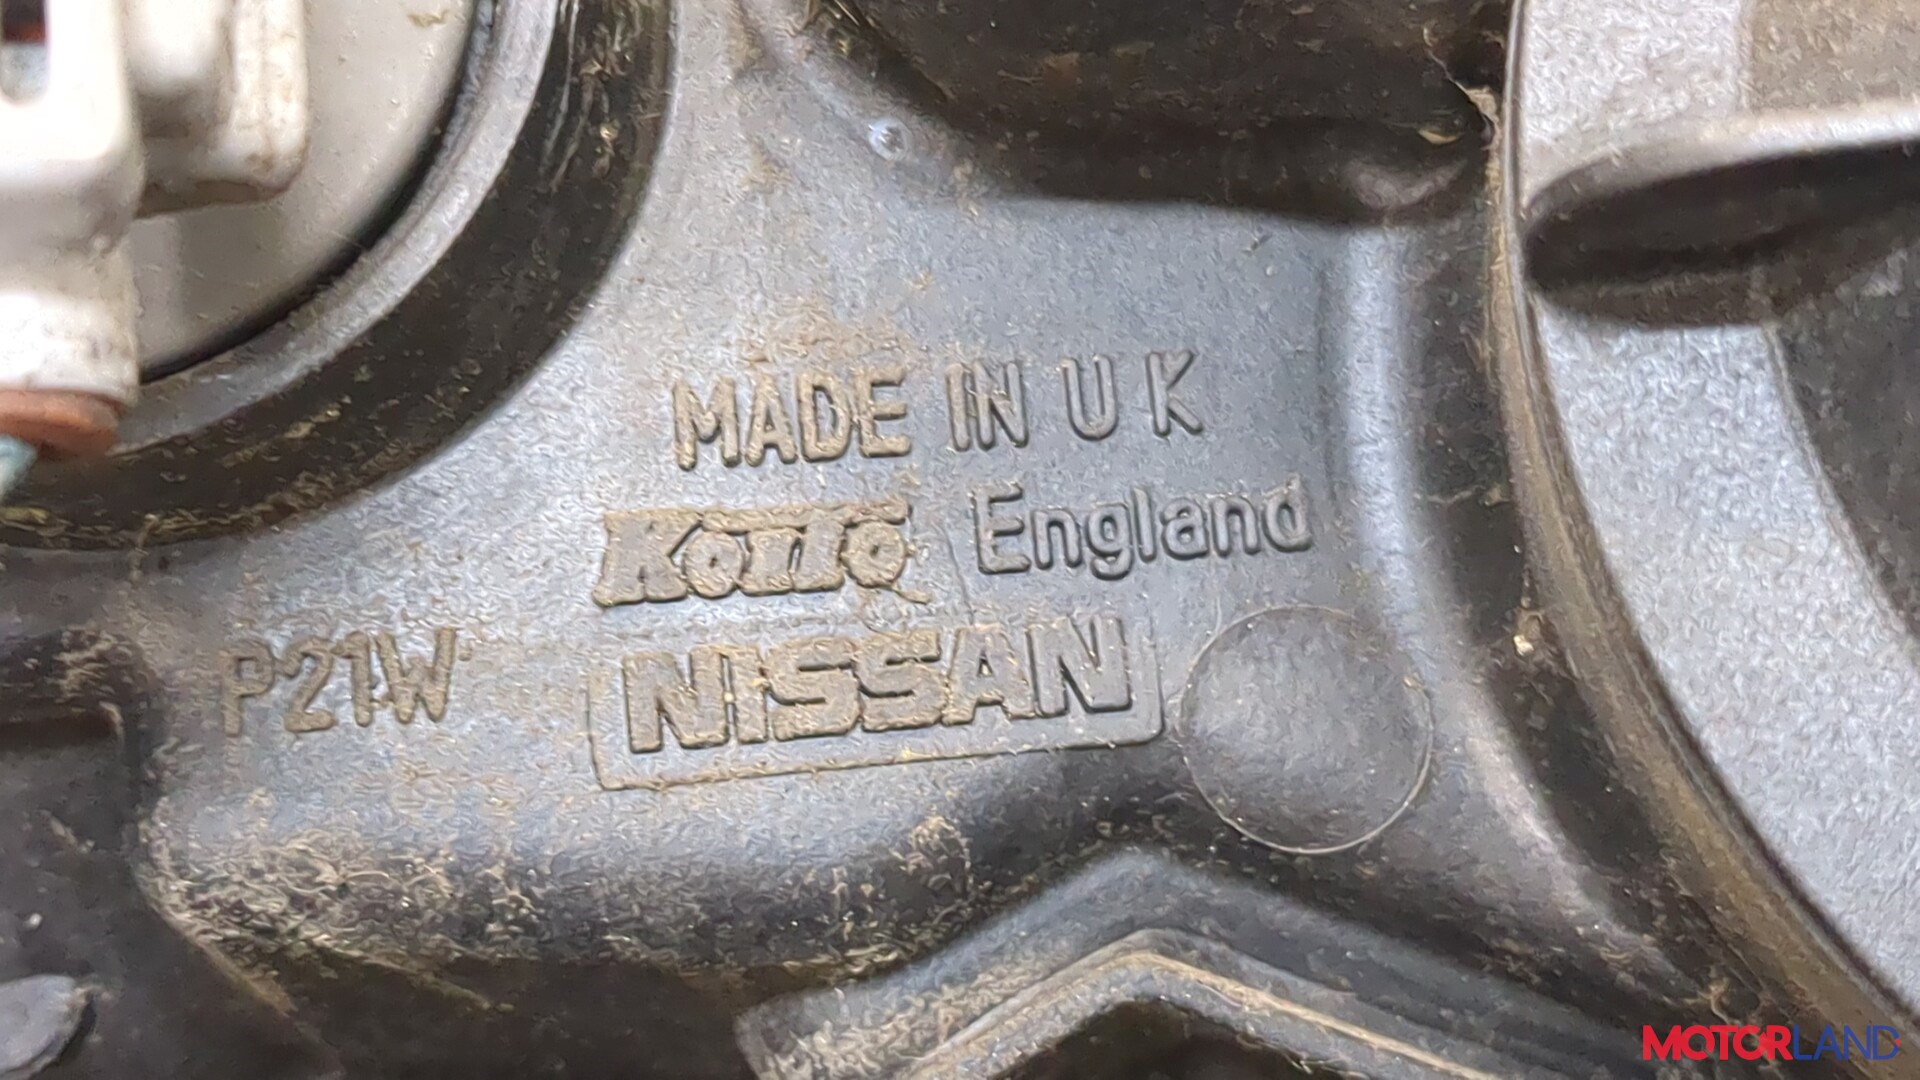 MADE IN U K
Koito England
P21W
NISSAN
MOTORLAND